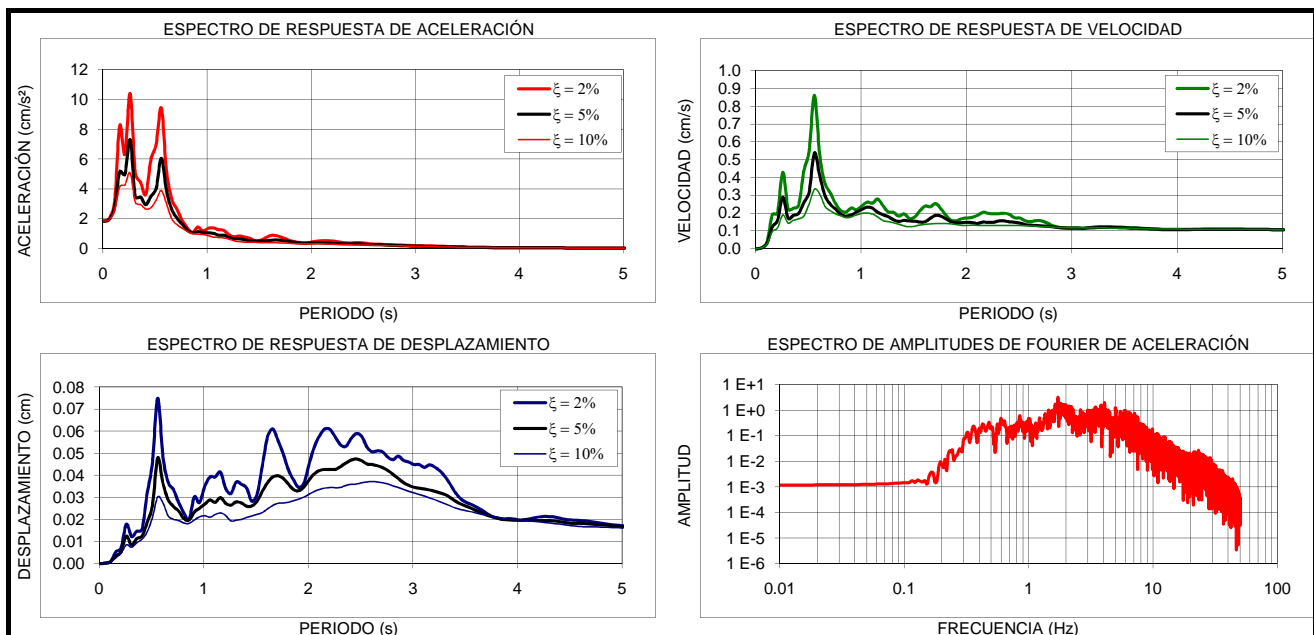 ESPECTRO DE RESPUESTA DE ACELERACIÓN
ACELERACIÓN (cm/s²)
12
10
8
6
4
2
0
ξ = 2%
ξ = 5%
ξ = 10%
0 1 2 3 4 5
PERIODO (s)
ESPECTRO DE RESPUESTA DE VELOCIDAD
VELOCIDAD (cm/s)
1.0
0.9
0.8
0.7
0.6
0.5
0.4
0.3
0.2
0.1
0.0
ξ = 2%
ξ = 5%
ξ = 10%
0 1 2 3 4 5
PERIODO (s)
ESPECTRO DE RESPUESTA DE DESPLAZAMIENTO
DESPLAZAMIENTO (cm)
0.08
0.07
0.06
0.05
0.04
0.03
0.02
0.01
0.00
ξ = 2%
ξ = 5%
ξ = 10%
0 1 2 3 4 5
PERIODO (s)
ESPECTRO DE AMPLITUDES DE FOURIER DE ACELERACIÓN
AMPLITUD
1 E+1
1 E+0
1 E-1
1 E-2
1 E-3
1 E-4
1 E-5
1 E-6
0.01 0.1 1 10 100
FRECUENCIA (Hz)